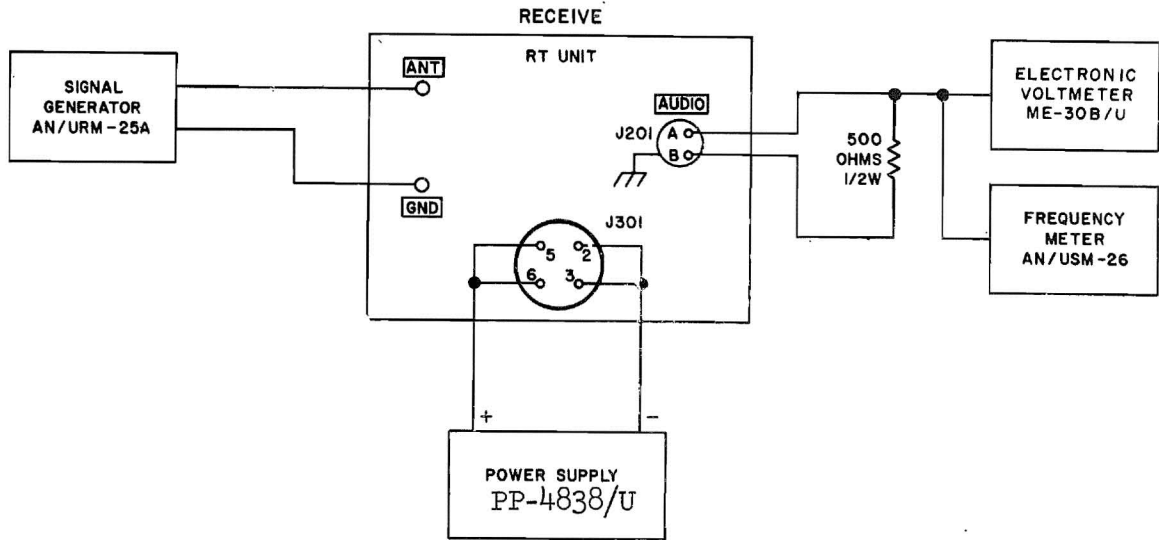 RECEIVE
RT UNIT
SIGNAL
GENERATOR
AN/URM-25A
ANT
GND
AUDIO
J201
A
B
500
OHMS
1/2W
ELECTRONIC
VOLTMETER
ME-30B/U
FREQUENCY
METER
AN/USM-26
J301
5
2
6
3
+
-
POWER SUPPLY
PP-4838/U